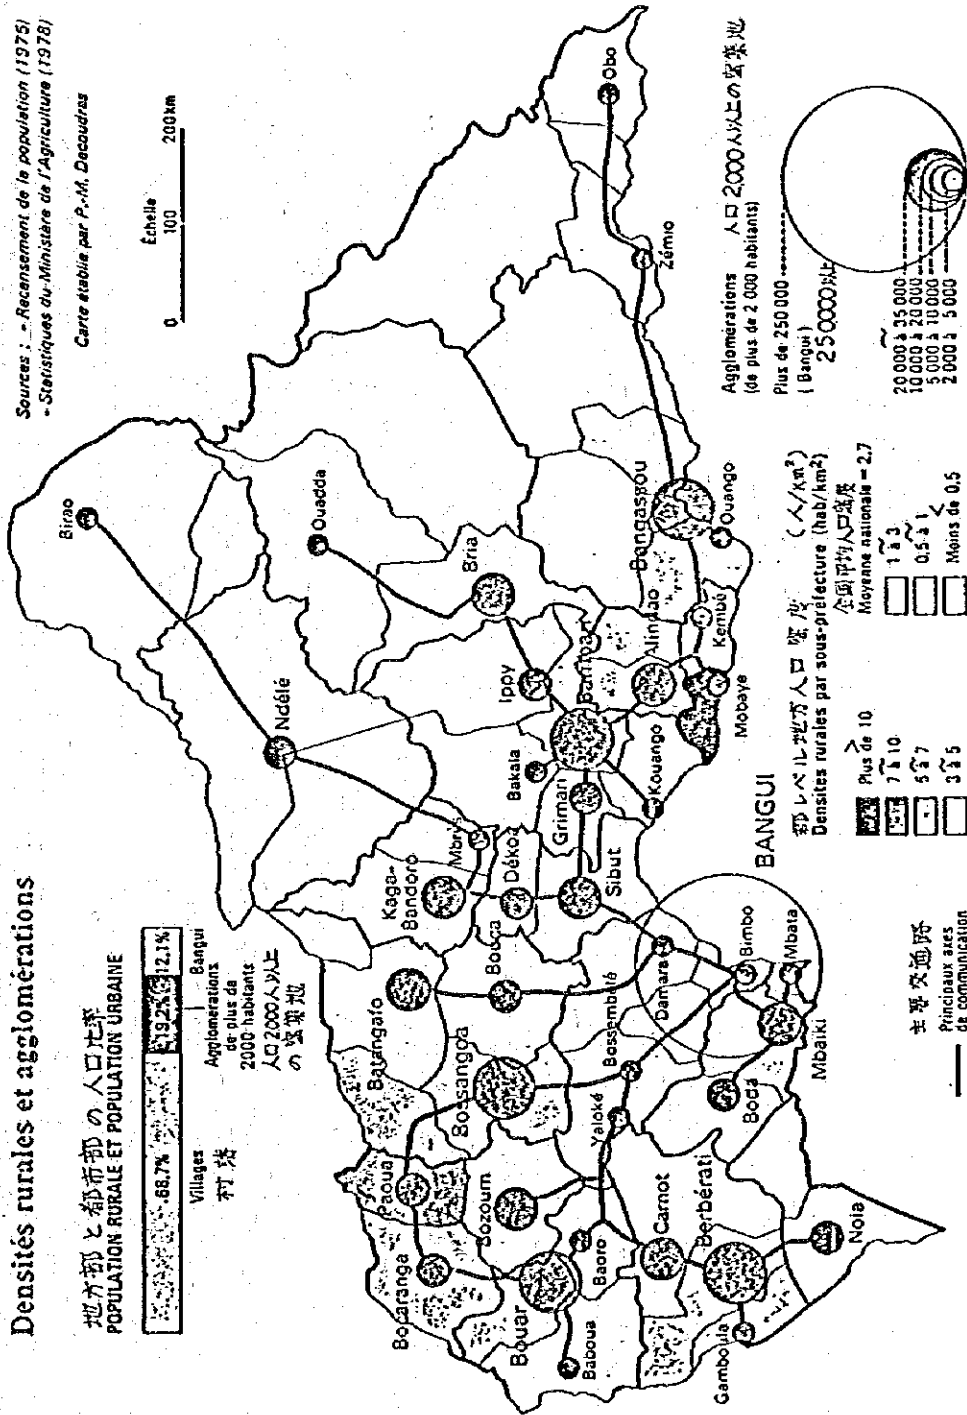 Densités rurales et agglomérations
地方部と都市部の人口比率
POPULATION RURALE ET POPULATION URBAINE
68.7%
19.2%
12.1%
Villages
村落
Agglomérations
de plus de
2000 habitants
Bangui
人口2000人以上
の密集地
Sources : - Recensement de la population (1975)
- Statistiques du Ministère de l'Agriculture (1978)
Carte établie par P.-M. Decoudras
Échelle
0 100 200km
Birao
Ouadda
Ndélé
Bria
Ippy
Bambari
Bakala
Grimari
Kouango
Alindao
Mobaye
Kembé
Bangassou
Ouango
Zémio
Obo
Kaga-
Bandoro
Mbrés
Dékoa
Sibut
Batangafo
Bouca
Bossangoa
Bossembélé
Damara
BANGUI
Bimbo
Mbata
Mbaïki
Boda
Yaloké
Paoua
Bocaranga
Bozoum
Bouar
Baoro
Baboua
Carnot
Berbérati
Gamboula
Nola
主要交通路
Principaux axes
de communication
郡レベル地方人口密度 (人/km²)
Densités rurales par sous-préfecture (hab/km²)
全国平均人口密度
Moyenne nationale = 2,7
Plus de 10
7 à 10
5 à 7
3 à 5
1 à 3
0.5 à 1
Moins de 0.5
Agglomérations 人口2,000人以上の密集地
(de plus de 2 000 habitants)
Plus de 250 000
( Bangui )
250,000以上
20 000 à 35 000
10 000 à 20 000
5 000 à 10 000
2 000 à 5 000